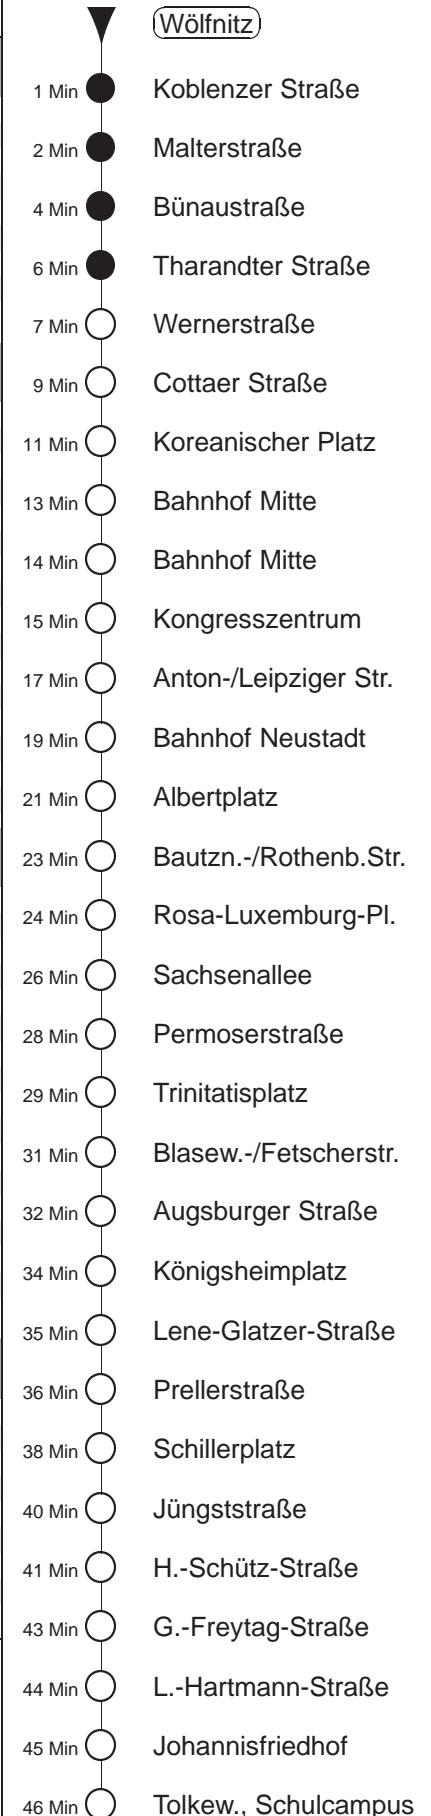 Wölfnitz
1 Min Koblenzer Straße
2 Min Malterstraße
4 Min Bünaustraße
6 Min Tharandter Straße
7 Min Wernerstraße
9 Min Cottaer Straße
11 Min Koreanischer Platz
13 Min Bahnhof Mitte
14 Min Bahnhof Mitte
15 Min Kongresszentrum
17 Min Anton-/Leipziger Str.
19 Min Bahnhof Neustadt
21 Min Albertplatz
23 Min Bautzn.-/Rothenb.Str.
24 Min Rosa-Luxemburg-Pl.
26 Min Sachsenallee
28 Min Permoserstraße
29 Min Trinitatisplatz
31 Min Blasew.-/Fetscherstr.
32 Min Augsburger Straße
34 Min Königsheimplatz
35 Min Lene-Glatzer-Straße
36 Min Prellerstraße
38 Min Schillerplatz
40 Min Jüngststraße
41 Min H.-Schütz-Straße
43 Min G.-Freytag-Straße
44 Min L.-Hartmann-Straße
45 Min Johannisfriedhof
46 Min Tolkew., Schulcampus